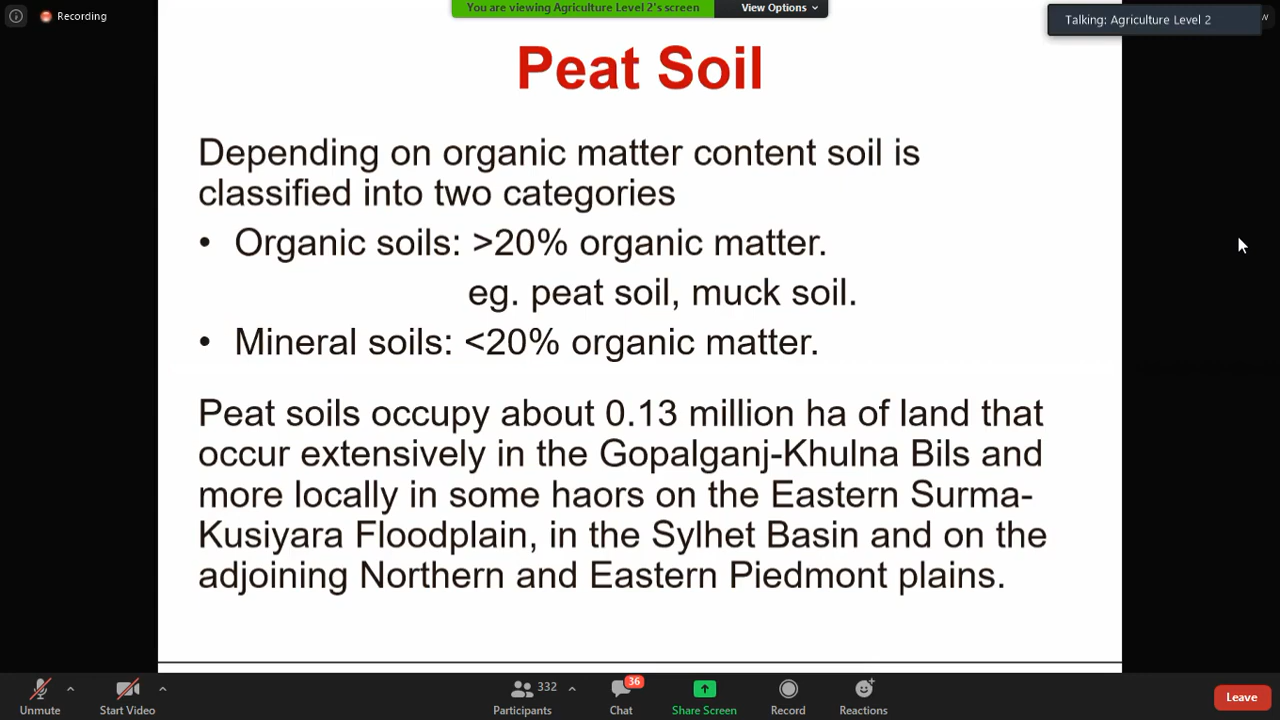 Recording
You are viewing Agriculture Level 2's screen
View Options
Talking: Agriculture Level 2
Peat Soil
Depending on organic matter content soil is
classified into two categories
• Organic soils: >20% organic matter.
eg. peat soil, muck soil.
• Mineral soils: <20% organic matter.
Peat soils occupy about 0.13 million ha of land that
occur extensively in the Gopalganj-Khulna Bils and
more locally in some haors on the Eastern Surma-
Kusiyara Floodplain, in the Sylhet Basin and on the
adjoining Northern and Eastern Piedmont plains.
Unmute
Start Video
332
Participants
36
Chat
Share Screen
Record
Reactions
Leave